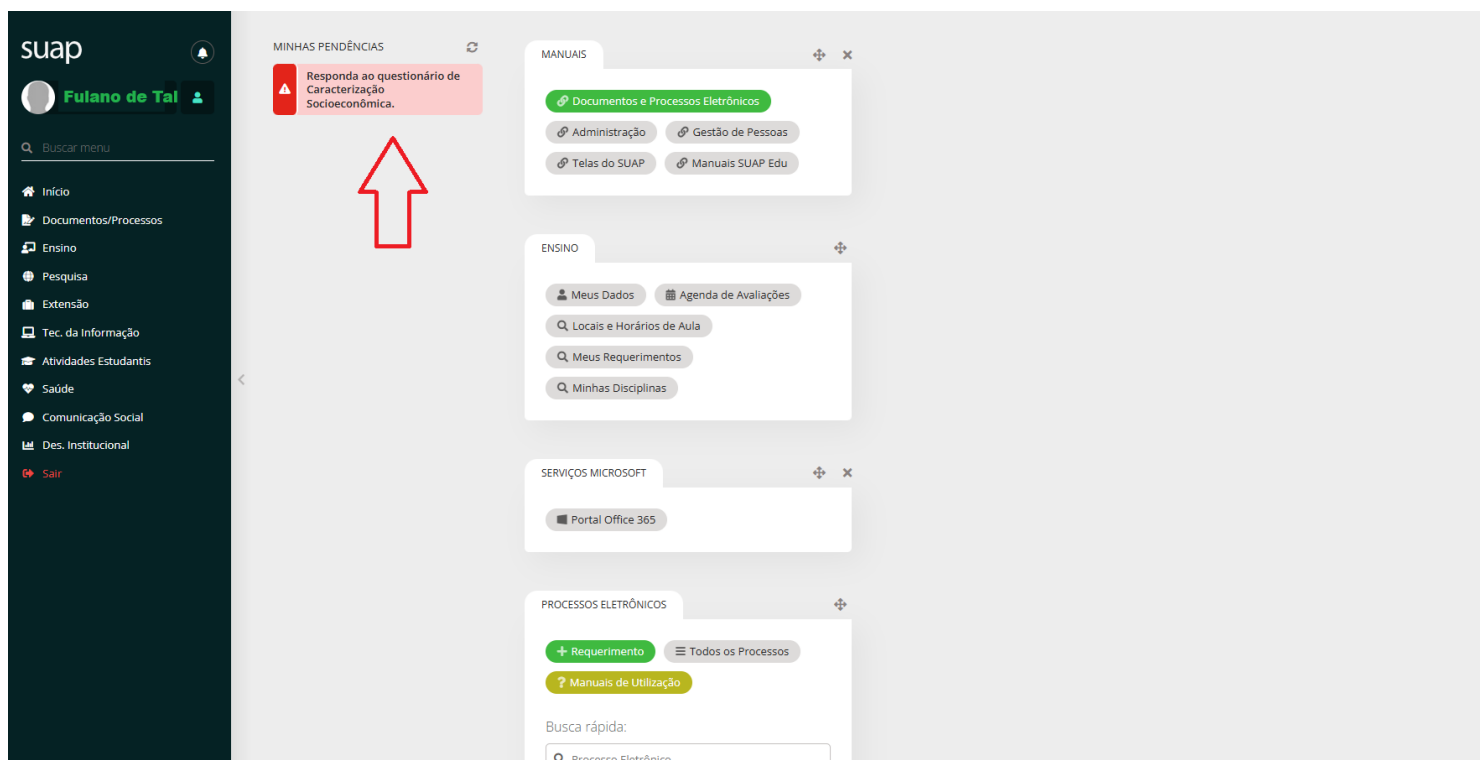 suap
Fulano de Tal
Buscar menu
Início
Documentos/Processos
Ensino
Pesquisa
Extensão
Tec. da Informação
Atividades Estudantis
Saúde
Comunicação Social
Des. Institucional
Sair
MINHAS PENDÊNCIAS
Responda ao questionário de
Caracterização
Socioeconômica.
MANUAIS
Documentos e Processos Eletrônicos
Administração Gestão de Pessoas
Telas do SUAP Manuais SUAP Edu
ENSINO
Meus Dados Agenda de Avaliações
Locais e Horários de Aula
Meus Requerimentos
Minhas Disciplinas
SERVIÇOS MICROSOFT
Portal Office 365
PROCESSOS ELETRÔNICOS
+ Requerimento Todos os Processos
? Manuais de Utilização
Busca rápida:
Processo Eletrônico